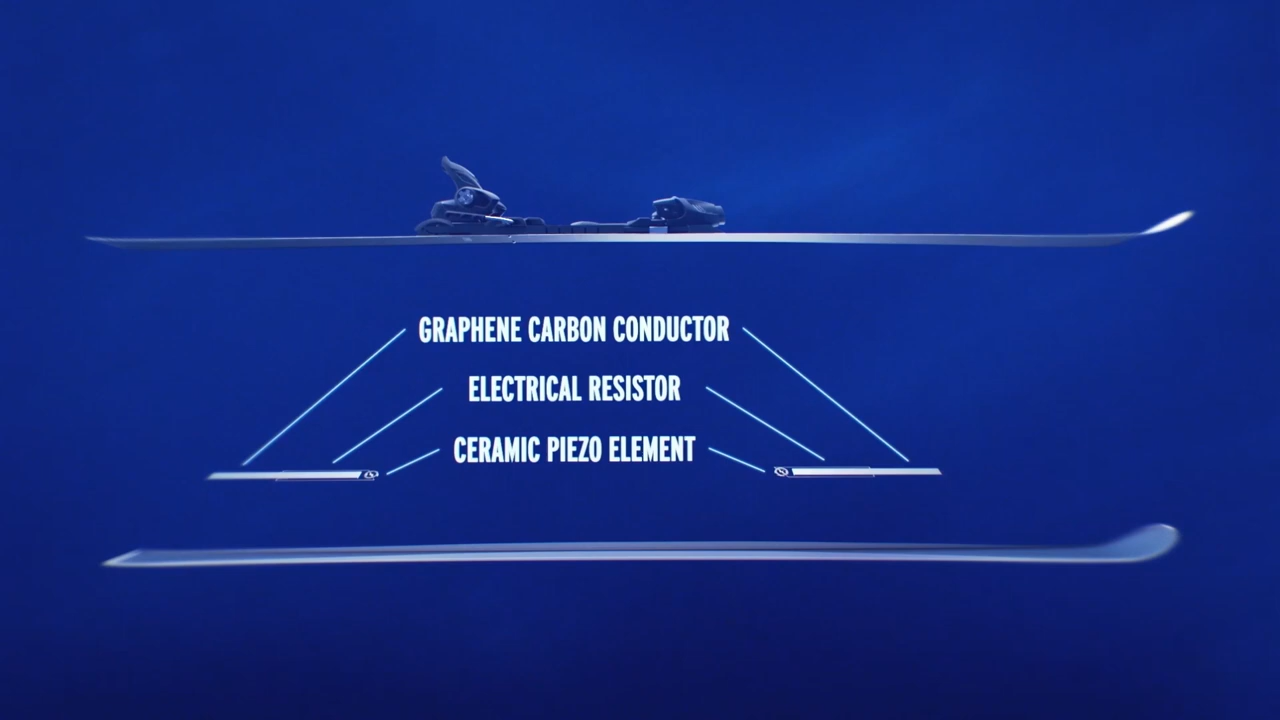 GRAPHENE CARBON CONDUCTOR
ELECTRICAL RESISTOR
CERAMIC PIEZO ELEMENT